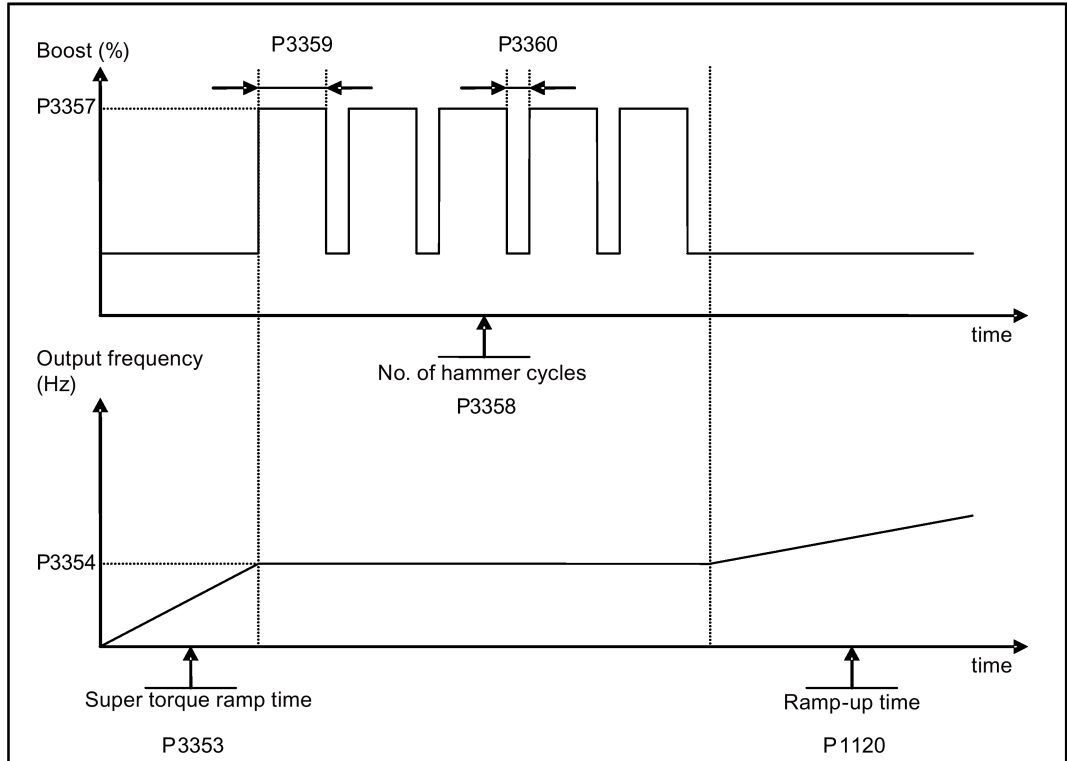 P3359
P3360
Boost (%)
P3357
time
No. of hammer cycles
P3358
Output frequency
(Hz)
P3354
time
Super torque ramp time
P3353
Ramp-up time
P1120